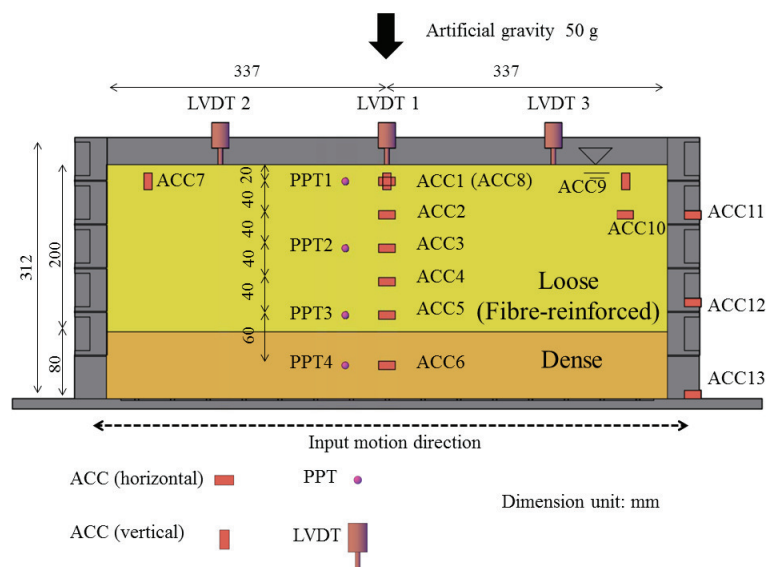 Artificial gravity 50 g
337
337
LVDT 2
LVDT 1
LVDT 3
ACC7
20
PPT1
ACC1 (ACC8)
ACC9
40
ACC2
ACC10
ACC11
312
200
40
PPT2
ACC3
40
ACC4
Loose
40
PPT3
ACC5
(Fibre-reinforced)
ACC12
60
80
PPT4
ACC6
Dense
ACC13
Input motion direction
ACC (horizontal)
PPT
Dimension unit: mm
ACC (vertical)
LVDT